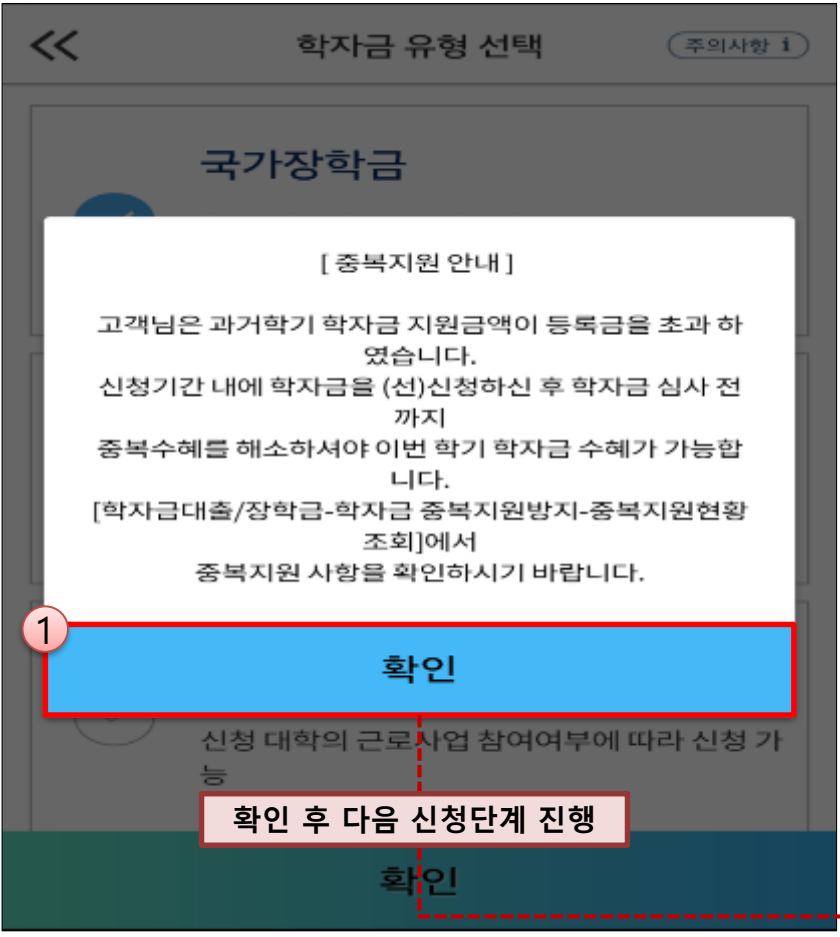 학자금 유형 선택
주의사항 i
국가장학금
[ 중복지원 안내 ]
고객님은 과거학기 학자금 지원금액이 등록금을 초과 하
였습니다.
신청기간 내에 학자금을 (선)신청하신 후 학자금 심사 전
까지
중복수혜를 해소하셔야 이번 학기 학자금 수혜가 가능합
니다.
[학자금대출/장학금-학자금 중복지원방지-중복지원현황
조회]에서
중복지원 사항을 확인하시기 바랍니다.
1
확인
신청 대학의 근로사업 참여여부에 따라 신청 가
능
확인 후 다음 신청단계 진행
확인